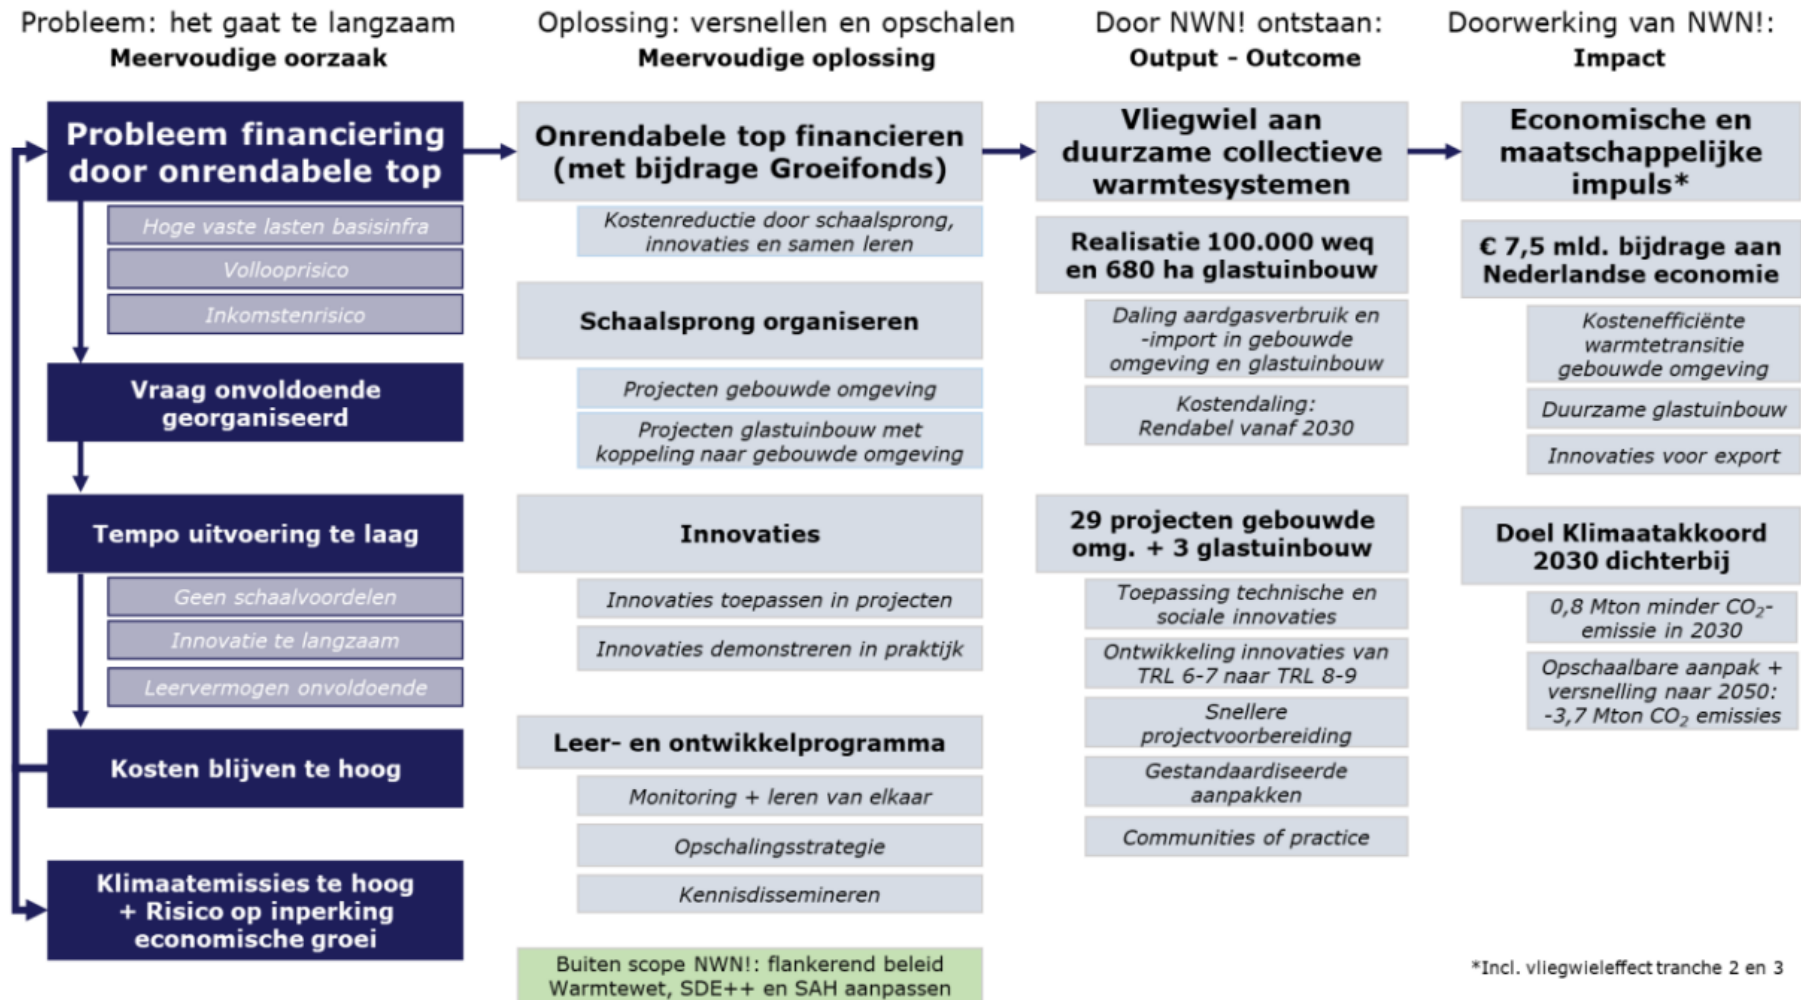 Probleem: het gaat te langzaam
Meervoudige oorzaak
Probleem financiering
door onrendabele top
Hoge vaste lasten basisinfra
Vollooprisico
Inkomstenrisico
Vraag onvoldoende
georganiseerd
Tempo uitvoering te laag
Geen schaalvoordelen
Innovatie te langzaam
Leervermogen onvoldoende
Kosten blijven te hoog
Klimaatemissies te hoog
+ Risico op inperking
economische groei
Oplossing: versnellen en opschalen
Meervoudige oplossing
Onrendabele top financieren
(met bijdrage Groeifonds)
Kostenreductie door schaalsprong,
innovaties en samen leren
Schaalsprong organiseren
Projecten gebouwde omgeving
Projecten glastuinbouw met
koppeling naar gebouwde omgeving
Innovaties
Innovaties toepassen in projecten
Innovaties demonstreren in praktijk
Leer- en ontwikkelprogramma
Monitoring + leren van elkaar
Opschalingsstrategie
Kennisdissemineren
Buiten scope NWN!: flankerend beleid
Warmtewet, SDE++ en SAH aanpassen
Door NWN! ontstaan:
Output - Outcome
Vliegwiel aan
duurzame collectieve
warmtesystemen
Realisatie 100.000 weq
en 680 ha glastuinbouw
Daling aardgasverbruik en
-import in gebouwde
omgeving en glastuinbouw
Kostendaling:
Rendabel vanaf 2030
29 projecten gebouwde
omg. + 3 glastuinbouw
Toepassing technische en
sociale innovaties
Ontwikkeling innovaties van
TRL 6-7 naar TRL 8-9
Snellere
projectvoorbereiding
Gestandaardiseerde
aanpakken
Communities of practice
Doorwerking van NWN!:
Impact
Economische en
maatschappelijke
impuls*
€ 7,5 mld. bijdrage aan
Nederlandse economie
Kostenefficiënte
warmtetransitie
gebouwde omgeving
Duurzame glastuinbouw
Innovaties voor export
Doel Klimaatakkoord
2030 dichterbij
0,8 Mton minder CO₂-
emissie in 2030
Opschaalbare aanpak +
versnelling naar 2050:
-3,7 Mton CO₂ emissies
*Incl. vliegwieleffect tranche 2 en 3